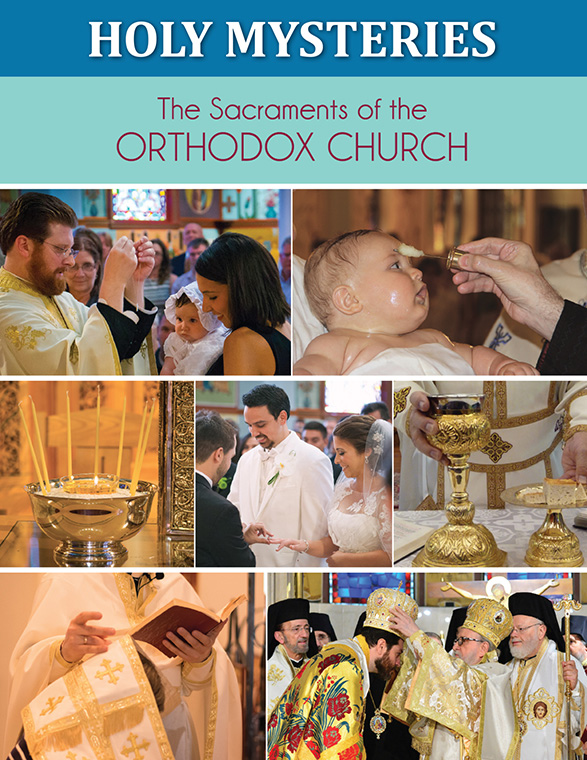 HOLY MYSTERIES
The Sacraments of the
ORTHODOX CHURCH